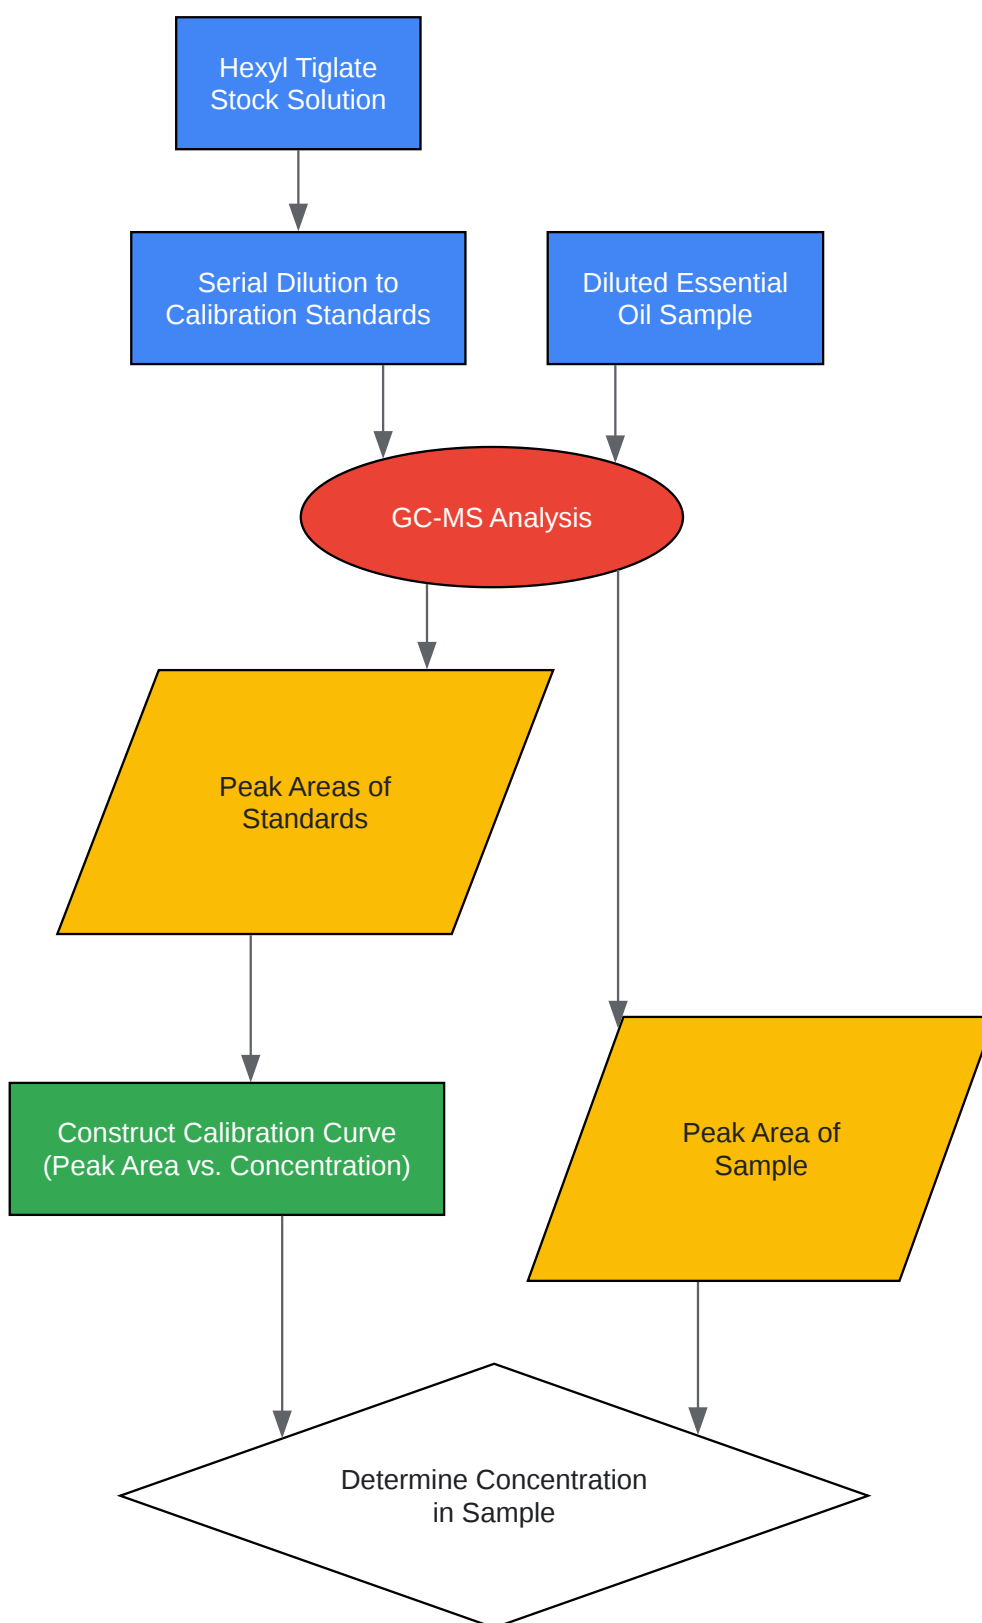 Hexyl Tiglate
Stock Solution
Serial Dilution to
Calibration Standards
Diluted Essential
Oil Sample
GC-MS Analysis
Peak Areas of
Standards
Construct Calibration Curve
(Peak Area vs. Concentration)
Peak Area of
Sample
Determine Concentration
in Sample